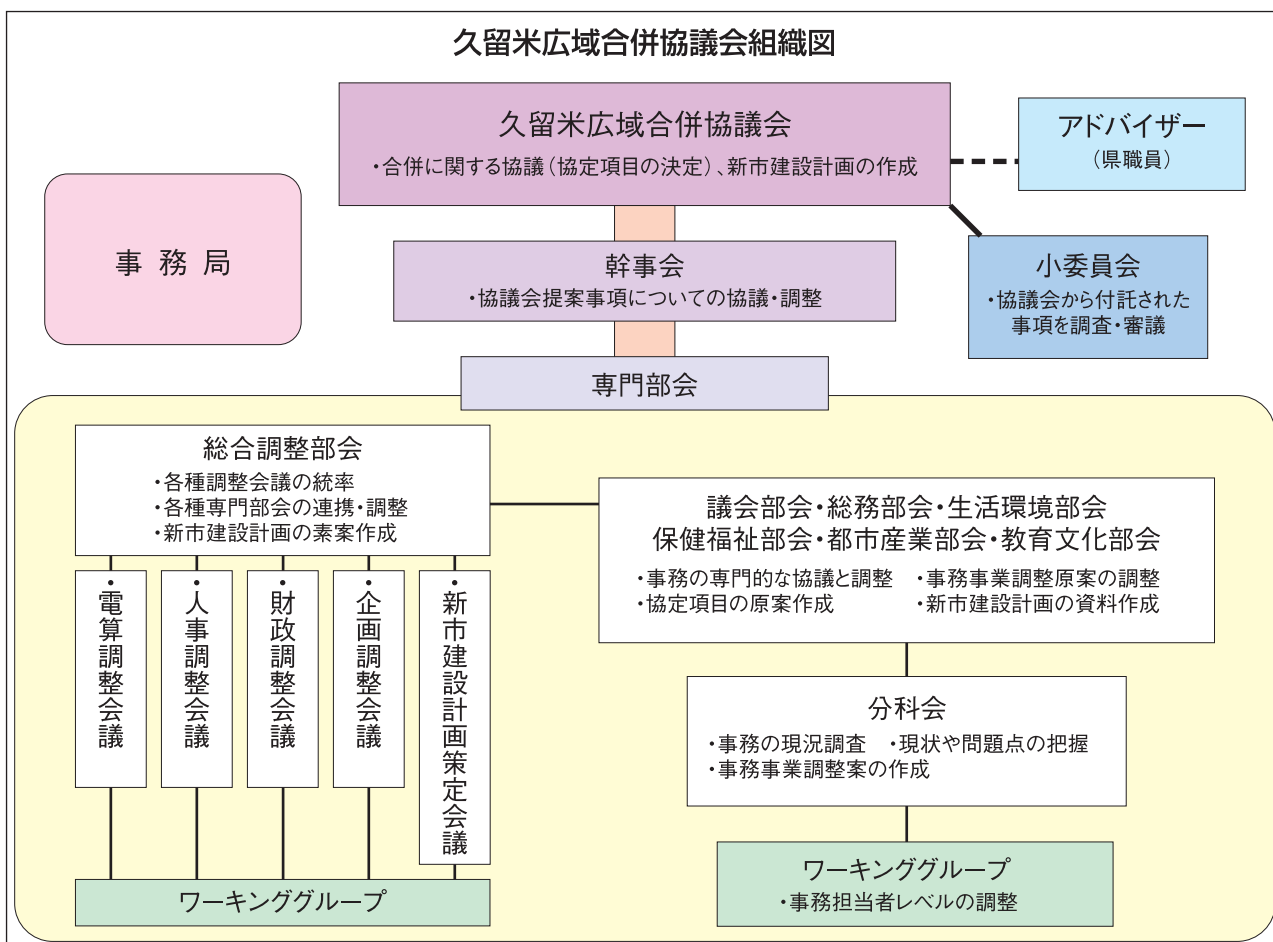 久留米広域合併協議会組織図
久留米広域合併協議会
・合併に関する協議（協定項目の決定）、新市建設計画の作成
アドバイザー
（県職員）
事務局
幹事会
・協議会提案事項についての協議・調整
小委員会
・協議会から付託された
事項を調査・審議
専門部会
総合調整部会
・各種調整会議の統率
・各種専門部会の連携・調整
・新市建設計画の素案作成
議会部会・総務部会・生活環境部会
保健福祉部会・都市産業部会・教育文化部会
・事務の専門的な協議と調整 ・事務事業調整原案の調整
・協定項目の原案作成 ・新市建設計画の資料作成
・電算調整会議
・人事調整会議
・財政調整会議
・企画調整会議
・新市建設計画策定会議
分科会
・事務の現況調査 ・現状や問題点の把握
・事務事業調整案の作成
ワーキンググループ
ワーキンググループ
・事務担当者レベルの調整